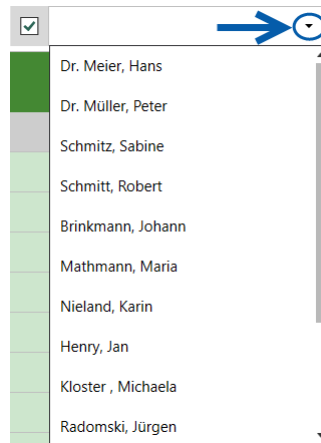 Dr. Meier, Hans
Dr. Müller, Peter
Schmitz, Sabine
Schmitt, Robert
Brinkmann, Johann
Mathmann, Maria
Nieland, Karin
Henry, Jan
Kloster , Michaela
Radomski, Jürgen